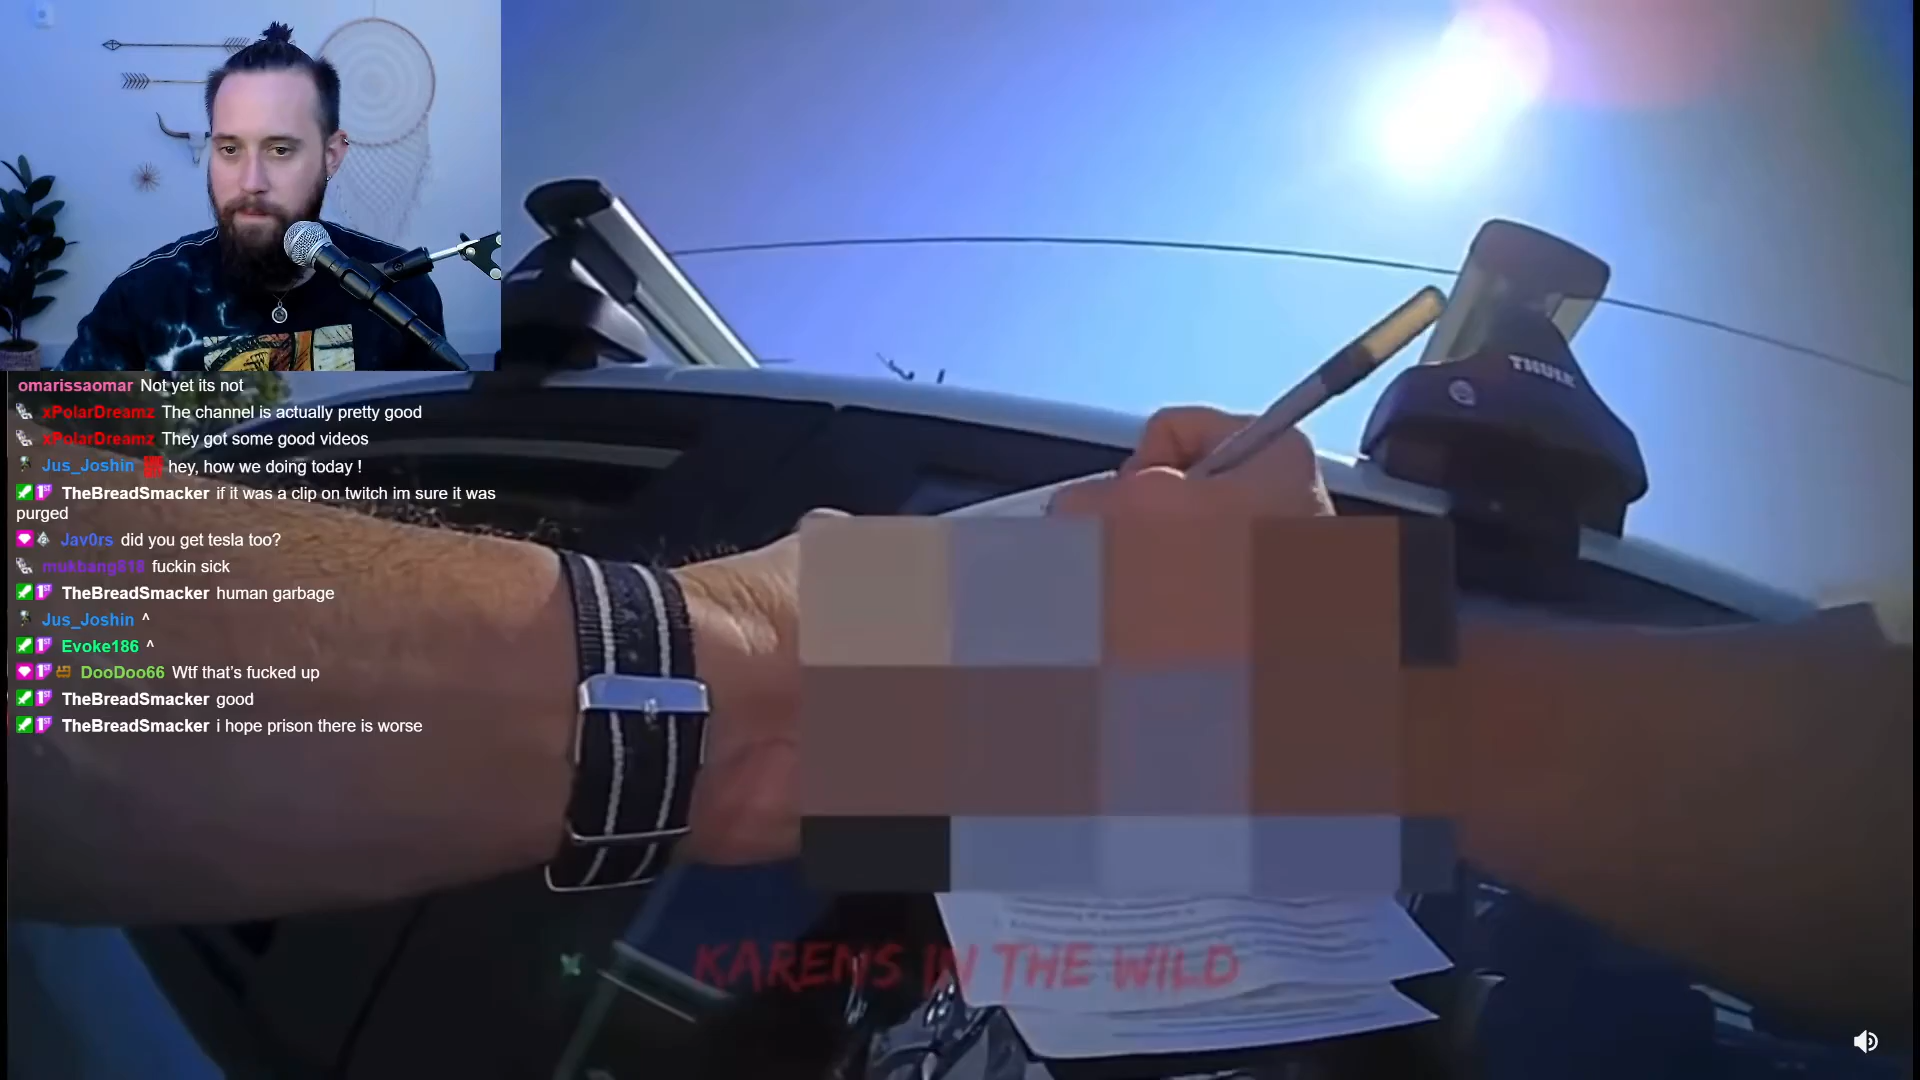 THULE
omarissaomar Not yet its not
xPolarDreamz The channel is actually pretty good
xPolarDreamz They got some good videos
Jus_Joshin hey, how we doing today !
TheBreadSmacker if it was a clip on twitch im sure it was
purged
Jav0rs did you get tesla too?
mukbang818 fuckin sick
TheBreadSmacker human garbage
Jus_Joshin ^
Evoke186 ^
DooDoo66 Wtf that’s fucked up
TheBreadSmacker good
TheBreadSmacker i hope prison there is worse
KARENS IN THE WILD